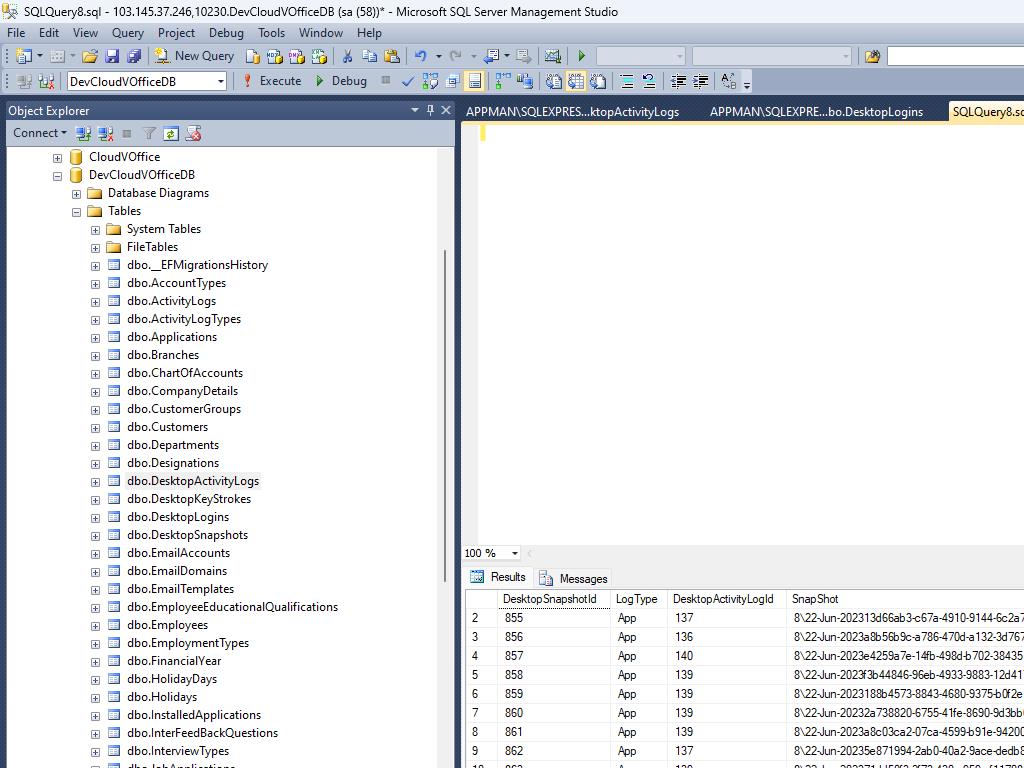 SQLQuery8.sql - 103.145.37.246,10230.DevCloudVOfficeDB (sa (58))* - Microsoft SQL Server Management Studio
File Edit View Query Project Debug Tools Window Help
New Query
DevCloudVOfficeDB Execute Debug
Object Explorer
APPMAN\SQLEXPRES...ktopActivityLogs APPMAN\SQLEXPRE...bo.DesktopLogins SQLQuery8.sq
Connect
CloudVOffice
DevCloudVOfficeDB
Database Diagrams
Tables
System Tables
FileTables
dbo.__EFMigrationsHistory
dbo.AccountTypes
dbo.ActivityLogs
dbo.ActivityLogTypes
dbo.Applications
dbo.Branches
dbo.ChartOfAccounts
dbo.CompanyDetails
dbo.CustomerGroups
dbo.Customers
dbo.Departments
dbo.Designations
dbo.DesktopActivityLogs
dbo.DesktopKeyStrokes
dbo.DesktopLogins
dbo.DesktopSnapshots
dbo.EmailAccounts
dbo.EmailDomains
dbo.EmailTemplates
dbo.EmployeeEducationalQualifications
dbo.Employees
dbo.EmploymentTypes
dbo.FinancialYear
dbo.HolidayDays
dbo.Holidays
dbo.InstalledApplications
dbo.InterFeedBackQuestions
dbo.InterviewTypes
100 %
Results Messages
DesktopSnapshotId LogType DesktopActivityLogId SnapShot
2 855 App 137 8\22-Jun-202313d66ab3-c67a-4910-9144-6c2a7
3 856 App 136 8\22-Jun-2023a8b56b9c-a786-470d-a132-3d767
4 857 App 140 8\22-Jun-2023e4259a7e-14fb-498d-b702-38435
5 858 App 139 8\22-Jun-2023f3b44846-96eb-4933-9883-12d41
6 859 App 139 8\22-Jun-2023188b4573-8843-4680-9375-b0f2e
7 860 App 139 8\22-Jun-20232a738820-6755-41fe-8690-9d3bb
8 861 App 139 8\22-Jun-2023a8c03ca2-07ca-4599-b91e-94200
9 862 App 137 8\22-Jun-20235e871994-2ab0-40a2-9ace-dedb8